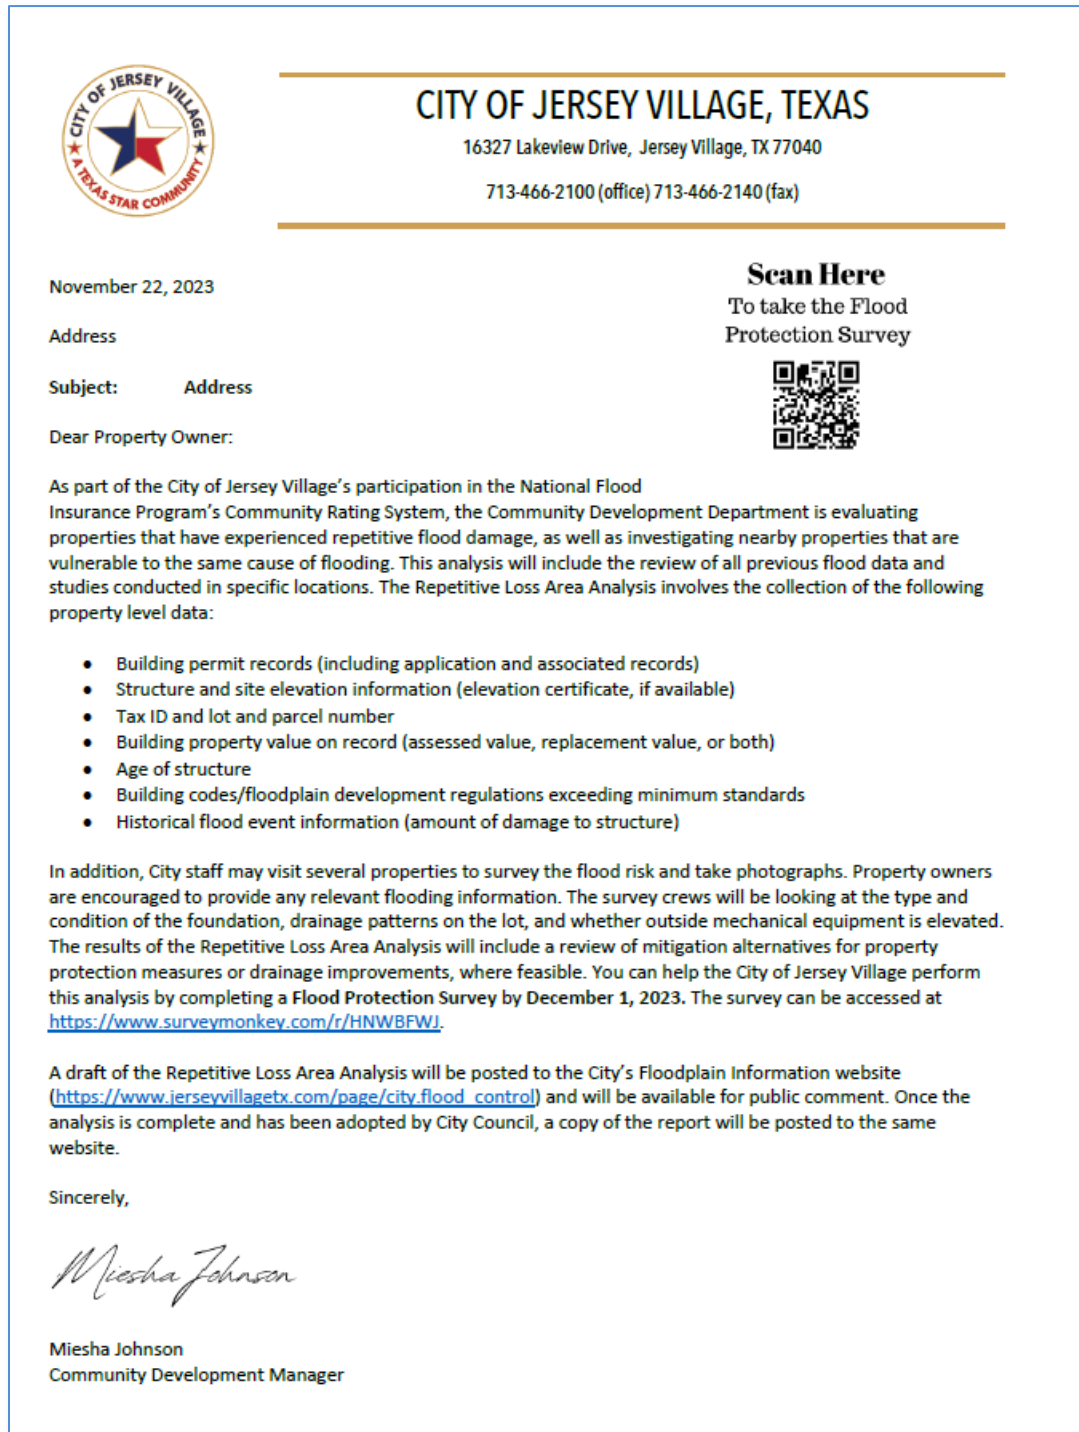 CITY OF JERSEY VILLAGE
A TEXAS STAR COMMUNITY
CITY OF JERSEY VILLAGE, TEXAS
16327 Lakeview Drive, Jersey Village, TX 77040
713-466-2100 (office) 713-466-2140 (fax)
Scan Here
To take the Flood
Protection Survey
November 22, 2023
Address
Subject: Address
Dear Property Owner:
As part of the City of Jersey Village's participation in the National Flood
Insurance Program's Community Rating System, the Community Development Department is evaluating
properties that have experienced repetitive flood damage, as well as investigating nearby properties that are
vulnerable to the same cause of flooding. This analysis will include the review of all previous flood data and
studies conducted in specific locations. The Repetitive Loss Area Analysis involves the collection of the following
property level data:
• Building permit records (including application and associated records)
• Structure and site elevation information (elevation certificate, if available)
• Tax ID and lot and parcel number
• Building property value on record (assessed value, replacement value, or both)
• Age of structure
• Building codes/floodplain development regulations exceeding minimum standards
• Historical flood event information (amount of damage to structure)
In addition, City staff may visit several properties to survey the flood risk and take photographs. Property owners
are encouraged to provide any relevant flooding information. The survey crews will be looking at the type and
condition of the foundation, drainage patterns on the lot, and whether outside mechanical equipment is elevated.
The results of the Repetitive Loss Area Analysis will include a review of mitigation alternatives for property
protection measures or drainage improvements, where feasible. You can help the City of Jersey Village perform
this analysis by completing a Flood Protection Survey by December 1, 2023. The survey can be accessed at
https://www.surveymonkey.com/r/HNWBFWJ.
A draft of the Repetitive Loss Area Analysis will be posted to the City's Floodplain Information website
(https://www.jerseyvillagetx.com/page/city.flood_control) and will be available for public comment. Once the
analysis is complete and has been adopted by City Council, a copy of the report will be posted to the same
website.
Sincerely,
Miesha Johnson
Miesha Johnson
Community Development Manager